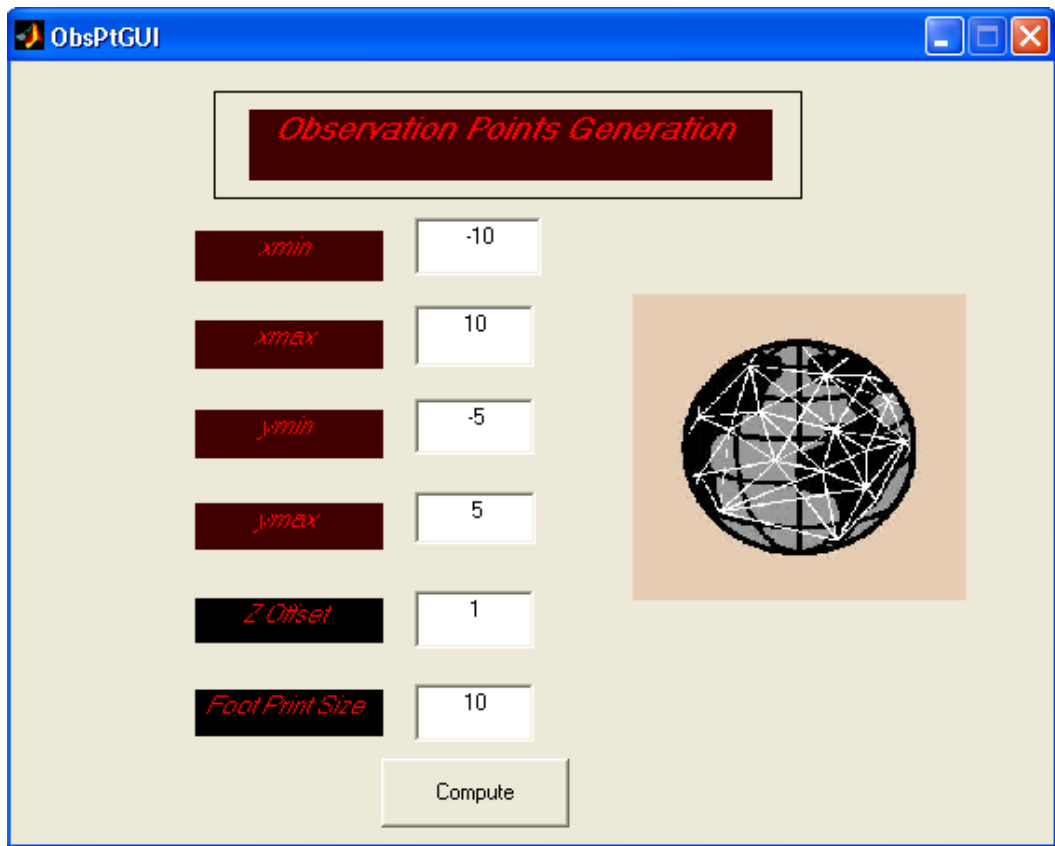 ObsPtGUI
Observation Points Generation
xmin -10
xmax 10
ymin -5
ymax 5
Z Offset 1
Foot Print Size 10
Compute